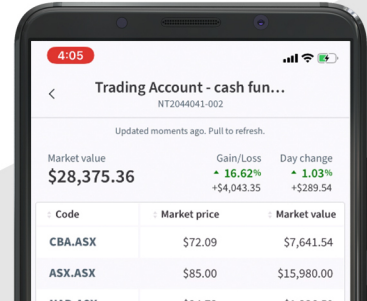 4:05
Trading Account - cash fun...
NT2044041-002
Updated moments ago. Pull to refresh.
Market value Gain/Loss Day change
$28,375.36 16.62% 1.03%
+$4,043.35 +$289.54
Code Market price Market value
CBA.ASX $72.09 $7,641.54
ASX.ASX $85.00 $15,980.00